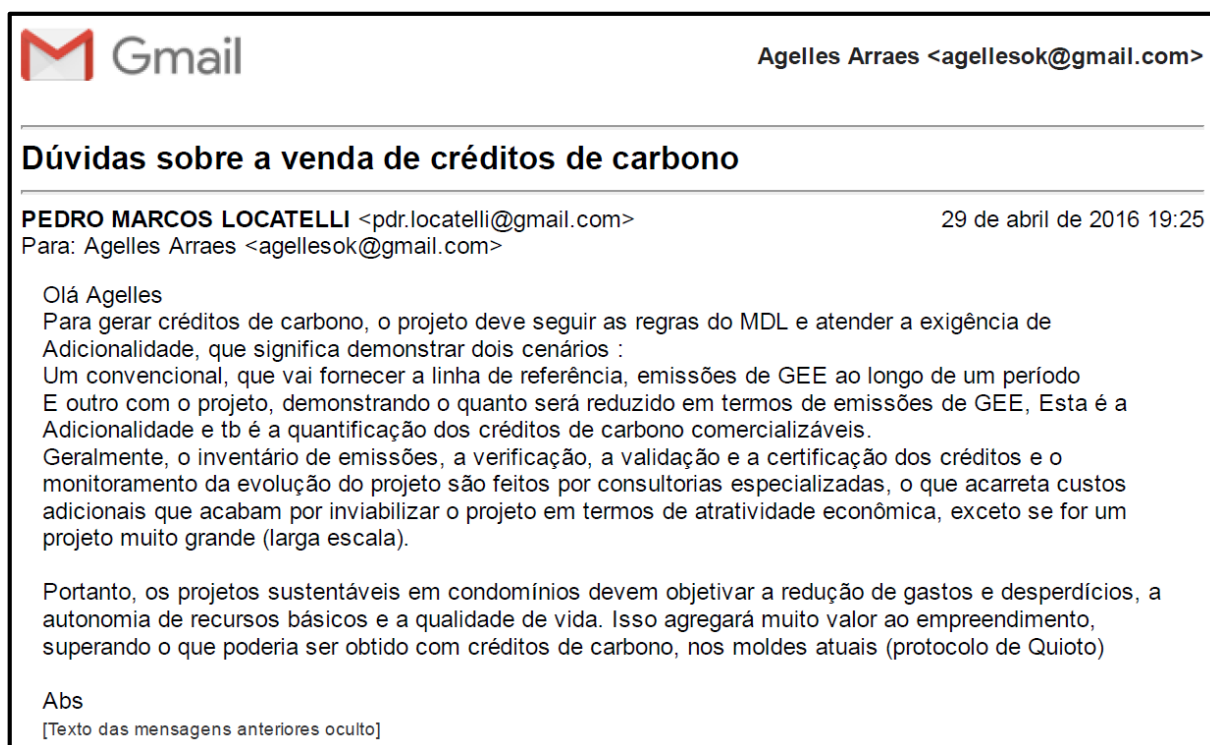 Gmail
Agelles Arraes <agellesok@gmail.com>
Dúvidas sobre a venda de créditos de carbono
PEDRO MARCOS LOCATELLI <pdr.locatelli@gmail.com>
29 de abril de 2016 19:25
Para: Agelles Arraes <agellesok@gmail.com>
Olá Agelles
Para gerar créditos de carbono, o projeto deve seguir as regras do MDL e atender a exigência de
Adicionalidade, que significa demonstrar dois cenários :
Um convencional, que vai fornecer a linha de referência, emissões de GEE ao longo de um período
E outro com o projeto, demonstrando o quanto será reduzido em termos de emissões de GEE, Esta é a
Adicionalidade e tb é a quantificação dos créditos de carbono comercializáveis.
Geralmente, o inventário de emissões, a verificação, a validação e a certificação dos créditos e o
monitoramento da evolução do projeto são feitos por consultorias especializadas, o que acarreta custos
adicionais que acabam por inviabilizar o projeto em termos de atratividade econômica, exceto se for um
projeto muito grande (larga escala).
Portanto, os projetos sustentáveis em condomínios devem objetivar a redução de gastos e desperdícios, a
autonomia de recursos básicos e a qualidade de vida. Isso agregará muito valor ao empreendimento,
superando o que poderia ser obtido com créditos de carbono, nos moldes atuais (protocolo de Quioto)
Abs
[Texto das mensagens anteriores oculto]